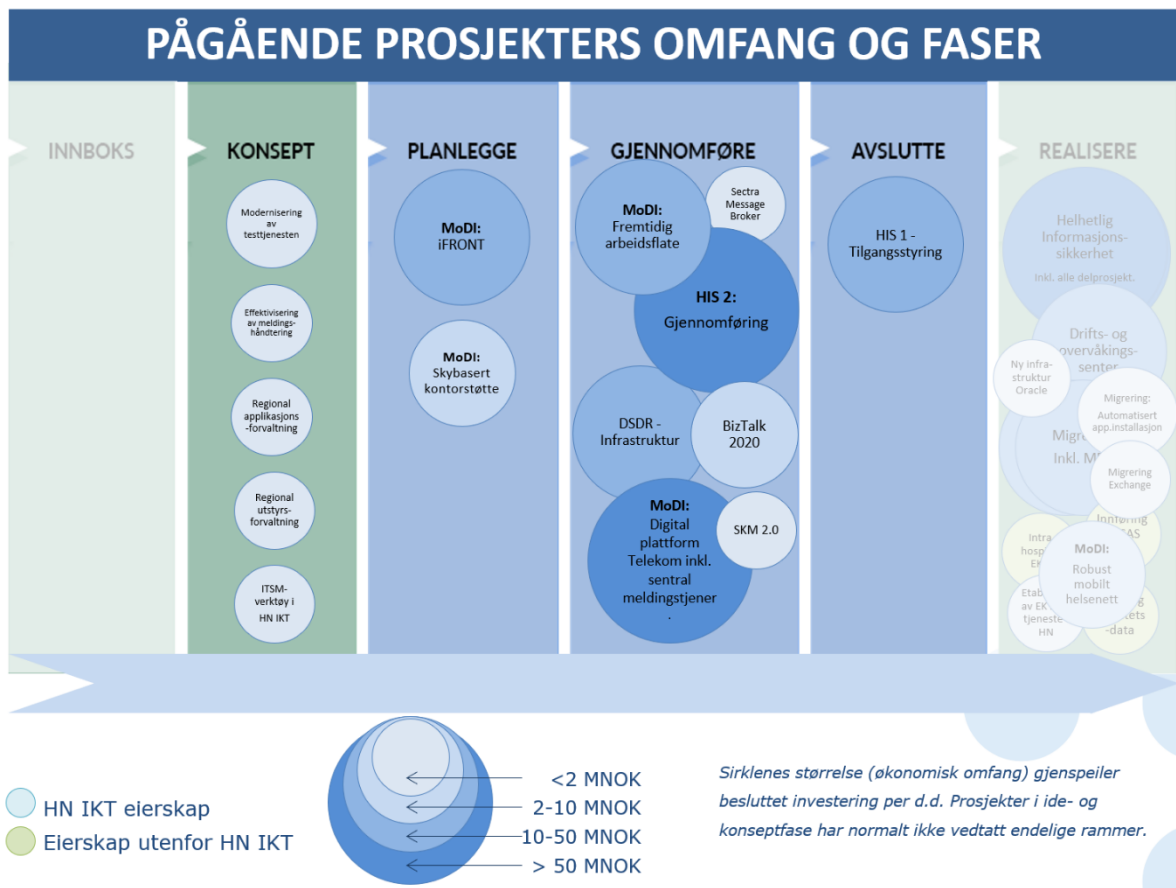 PÅGÅENDE PROSJEKTERS OMFANG OG FASER
INNBOKS
KONSEPT
Modernisering
av
testtjenesten
Effektivisering
av meldings-
håndtering
Regional
applikasjons
-forvaltning
Regional
utstyrs-
forvaltning
ITSM-
verktøy i
HN IKT
PLANLEGGE
MoDI:
iFRONT
MoDI:
Skybasert
kontorstøtte
GJENNOMFØRE
MoDI:
Fremtidig
arbeidsflate
Sectra
Message
Broker
HIS 2:
Gjennomføring
DSDR -
Infrastruktur
BizTalk
2020
MoDI:
Digital
plattform
Telekom inkl.
sentral
meldingstjener
.
SKM 2.0
AVSLUTTE
HIS 1 -
Tilgangsstyring
REALISERE
Helhetlig
Informasjons-
sikkerhet
Inkl. alle delprosjekt.
Drifts- og
overvåkings-
senter
Ny infra-
struktur
Oracle
Migrering:
Automatisert
app.installasjon
Inkl.
Migrering
Exchange
MoDI:
Robust
mobilt
helsenett
av EK
tjeneste
HN
-data
<2 MNOK
2-10 MNOK
10-50 MNOK
> 50 MNOK
HN IKT eierskap
Eierskap utenfor HN IKT
Sirklenes størrelse (økonomisk omfang) gjenspeiler
besluttet investering per d.d. Prosjekter i ide- og
konseptfase har normalt ikke vedtatt endelige rammer.